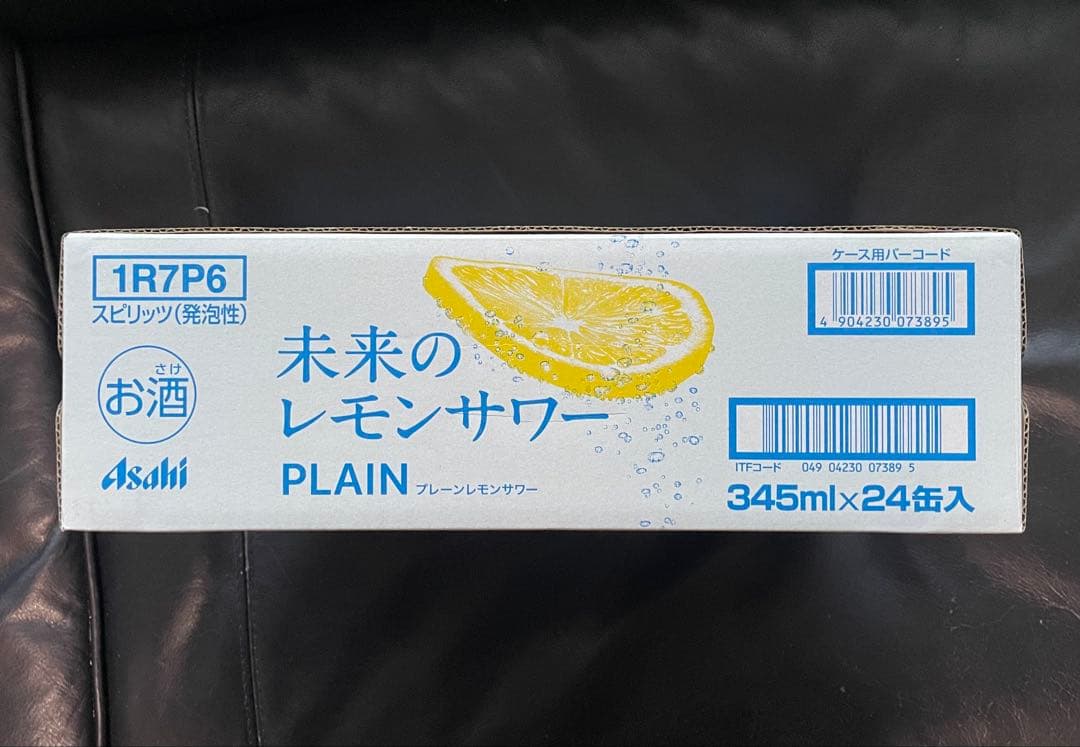 1R7P6
スピリッツ(発泡性)
さけ
お酒
Asahi
未来の
レモンサワー
PLAIN プレーンレモンサワー
ケース用バーコード
4 904230 073895
ITFコード 049 04230 07389 5
345ml×24缶入